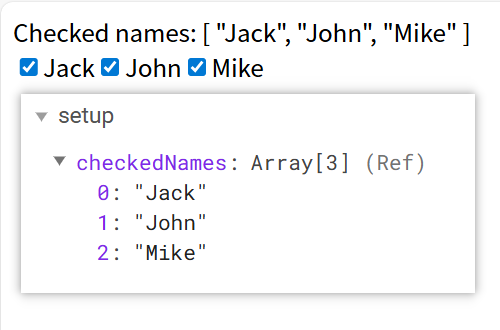 Checked names: [ "Jack", "John", "Mike" ]
Jack John Mike
setup
checkedNames: Array[3] (Ref)
0: "Jack"
1: "John"
2: "Mike"